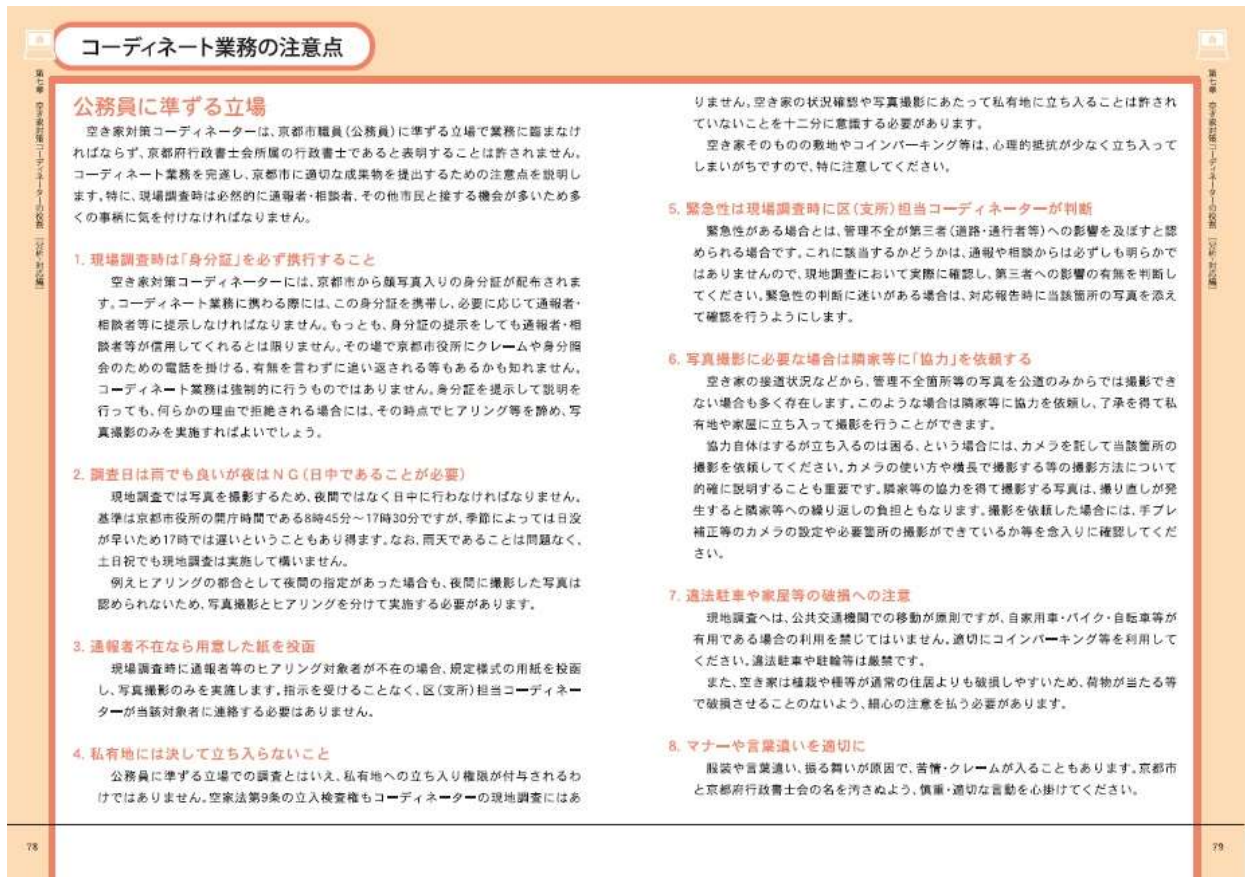 コーディネート業務の注意点
第七章 空き家対策コーディネーターの役割 [分析・対応編]
公務員に準ずる立場
空き家対策コーディネーターは、京都市職員(公務員)に準ずる立場で業務に臨まなけ
ればならず、京都府行政書士会所属の行政書士であると表明することは許されません。
コーディネート業務を完遂し、京都市に適切な成果物を提出するための注意点を説明し
ます。特に、現場調査時は必然的に通報者・相談者、その他市民と接する機会が多いため多
くの事柄に気を付けなければなりません。
1. 現場調査時は「身分証」を必ず携行すること
空き家対策コーディネーターには、京都市から顔写真入りの身分証が配布されま
す。コーディネート業務に携わる際には、この身分証を携帯し、必要に応じて通報者・
相談者等に提示しなければなりません。もっとも、身分証の提示をしても通報者・相
談者等が信用してくれるとは限りません。その場で京都市役所にクレームや身分照
会のための電話を掛ける、有無を言わずに追い返される等もあるかも知れません。
コーディネート業務は強制的に行うものではありません。身分証を提示して説明を
行っても、何らかの理由で拒絶される場合には、その時点でヒアリング等を諦め、写
真撮影のみを実施すればよいでしょう。
2. 調査日は雨でも良いが夜はNG(日中であることが必要)
現地調査では写真を撮影するため、夜間ではなく日中に行わなければなりません。
基準は京都市役所の開庁時間である8時45分～17時30分ですが、季節によっては日没
が早いため17時では遅いということもあり得ます。なお、雨天であることは問題なく、
土日祝でも現地調査は実施して構いません。
例えヒアリングの都合として夜間の指定があった場合も、夜間に撮影した写真は
認められないため、写真撮影とヒアリングを分けて実施する必要があります。
3. 通報者不在なら用意した紙を投函
現場調査時に通報者等のヒアリング対象者が不在の場合、規定様式の用紙を投函
し、写真撮影のみを実施します。指示を受けることなく、区(支所)担当コーディネー
ターが当該対象者に連絡する必要はありません。
4. 私有地には決して立ち入らないこと
公務員に準ずる立場での調査とはいえ、私有地への立ち入り権限が付与されるわ
けではありません。空家法第9条の立入検査権もコーディネーターの現地調査にはあ
78
りません。空き家の状況確認や写真撮影にあたって私有地に立ち入ることは許され
ていないことを十二分に意識する必要があります。
空き家そのものの敷地やコインパーキング等は、心理的抵抗が少なく立ち入って
しまいがちですので、特に注意してください。
5. 緊急性は現場調査時に区(支所)担当コーディネーターが判断
緊急性がある場合とは、管理不全が第三者(道路・通行者等)への影響を及ぼすと認
められる場合です。これに該当するかどうかは、通報や相談からは必ずしも明らかで
はありませんので、現地調査において実際に確認し、第三者への影響の有無を判断し
てください。緊急性の判断に迷いがある場合は、対応報告時に当該箇所の写真を添え
て確認を行うようにします。
6. 写真撮影に必要な場合は隣家等に「協力」を依頼する
空き家の接道状況などから、管理不全箇所等の写真を公道のみからでは撮影でき
ない場合も多く存在します。このような場合は隣家等に協力を依頼し、了承を得て私
有地や家屋に立ち入って撮影を行うことができます。
協力自体はするが立ち入るのは困る、という場合には、カメラを託して当該箇所の
撮影を依頼してください。カメラの使い方や横長で撮影する等の撮影方法について
的確に説明することも重要です。隣家等の協力を得て撮影する写真は、撮り直しが発
生すると隣家等への繰り返しの負担ともなります。撮影を依頼した場合には、手ブレ
補正等のカメラの設定や必要箇所の撮影ができているか等を念入りに確認してくだ
さい。
7. 違法駐車や家屋等の破損への注意
現地調査へは、公共交通機関での移動が原則ですが、自家用車・バイク・自転車等が
有用である場合の利用を禁じてはいません。適切にコインパーキング等を利用して
ください。違法駐車や駐輪等は厳禁です。
また、空き家は植栽や柵等が通常の住居よりも破損しやすいため、荷物が当たる等
で破損させることのないよう、細心の注意を払う必要があります。
8. マナーや言葉遣いを適切に
服装や言葉遣い、振る舞いが原因で、苦情・クレームが入ることもあります。京都市
と京都府行政書士会の名を汚さぬよう、慎重・適切な言動を心掛けてください。
第七章 空き家対策コーディネーターの役割 [分析・対応編]
79